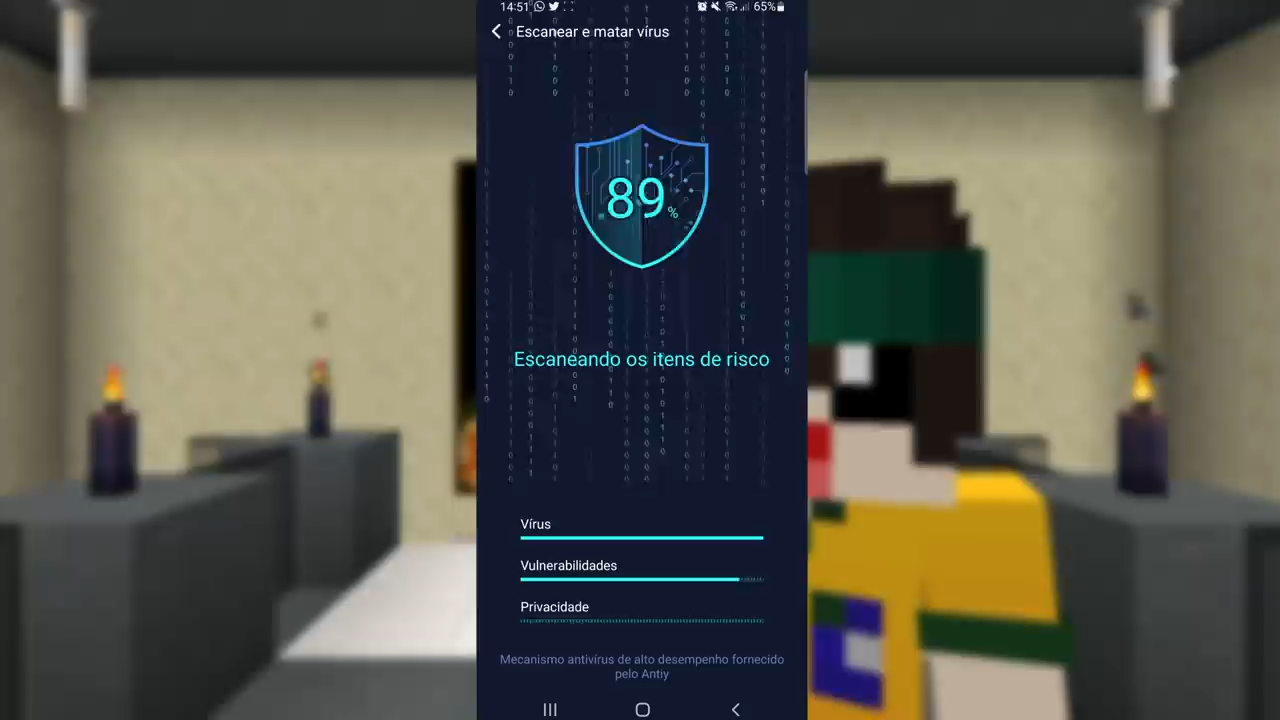 14:51
65%
Escanear e matar vírus
89%
Escaneando os itens de risco
Vírus
Vulnerabilidades
Privacidade
Mecanismo antivírus de alto desempenho fornecido
pelo Antiy